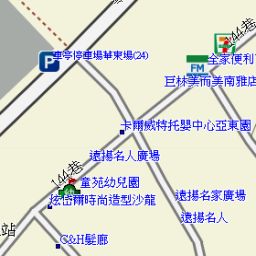 144巷
車亭停車場華東場(24)
全家便利
FM
巨林美而美南雅店
卡爾威特托嬰中心亞東園
遠揚名人廣場
144巷
童苑幼兒園
遠揚名家廣場
炫岱爾時尚造型沙龍
遠揚名人
站
C&H髮廊